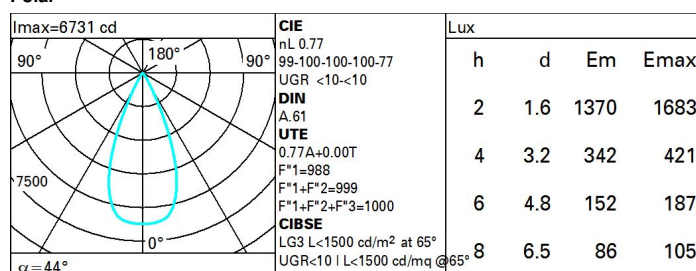 Imax=6731 cd
90° 180° 90°
7500
0°
α=44°
CIE
nL 0.77
99-100-100-100-77
UGR <10-<10
DIN
A.61
UTE
0.77A+0.00T
F"1=988
F"1+F"2=999
F"1+F"2+F"3=1000
CIBSE
LG3 L<1500 cd/m² at 65°
UGR<10 | L<1500 cd/mq @65°
Lux
h d Em Emax
2 1.6 1370 1683
4 3.2 342 421
6 4.8 152 187
8 6.5 86 105